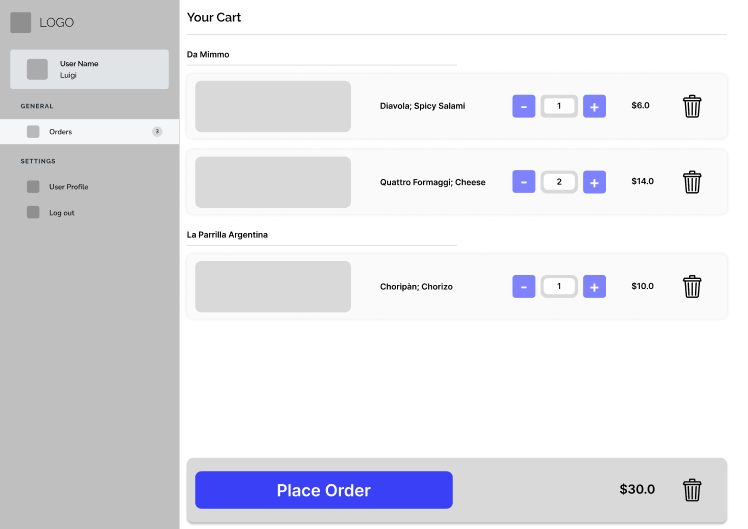 LOGO
User Name
Luigi
GENERAL
Orders
3
SETTINGS
User Profile
Log out
Your Cart
Da Mimmo
Diavola; Spicy Salami
-
1
+
$6.0
Quattro Formaggi; Cheese
-
2
+
$14.0
La Parrilla Argentina
Choripàn; Chorizo
-
1
+
$10.0
Place Order
$30.0